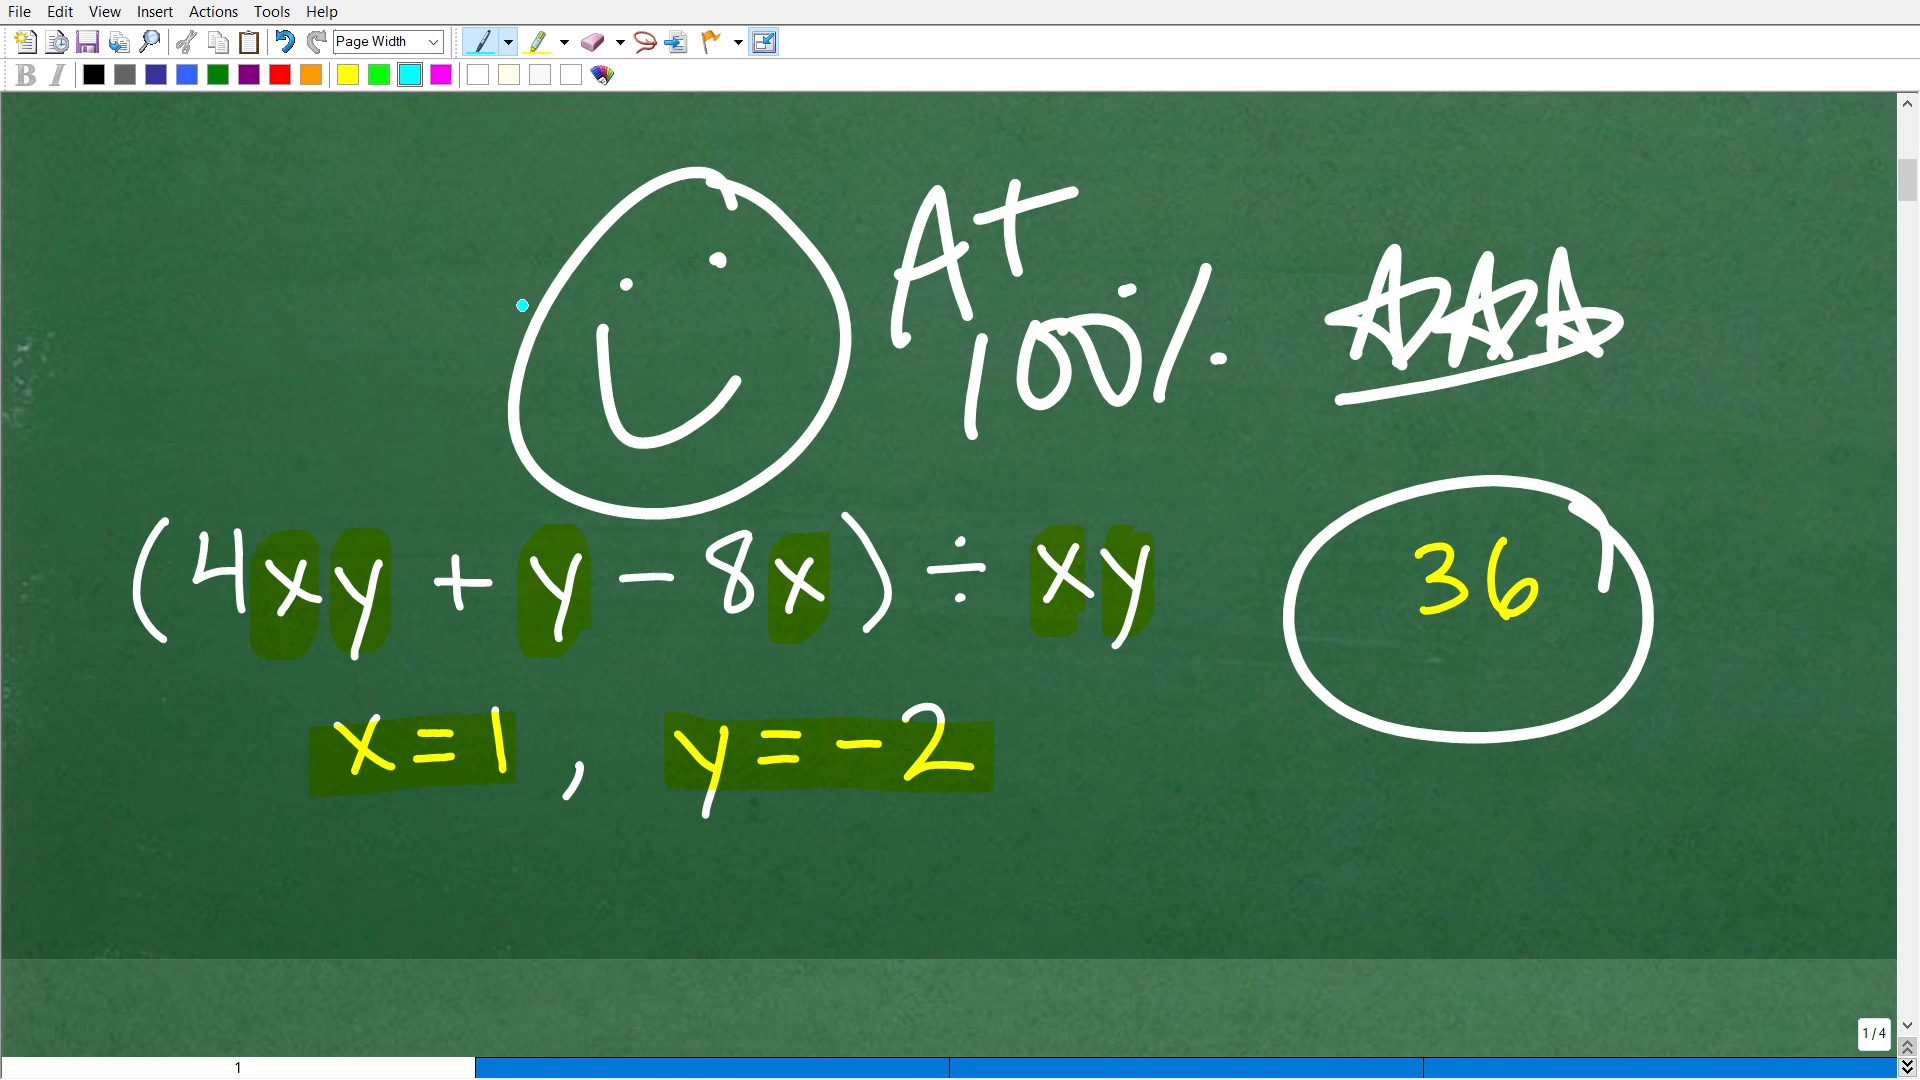 File Edit View Insert Actions Tools Help
Page Width
B I
A+
100%
(4xy + y - 8x) ÷ xy
36
x = 1 , y = -2
1 / 4
1